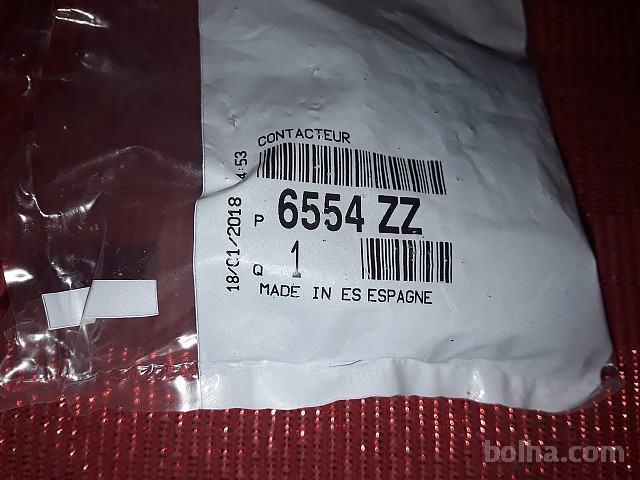 CONTACTEUR
P 6554 ZZ
Q 1
MADE IN ES ESPAGNE
18/01/2018
4:53
bolha.com